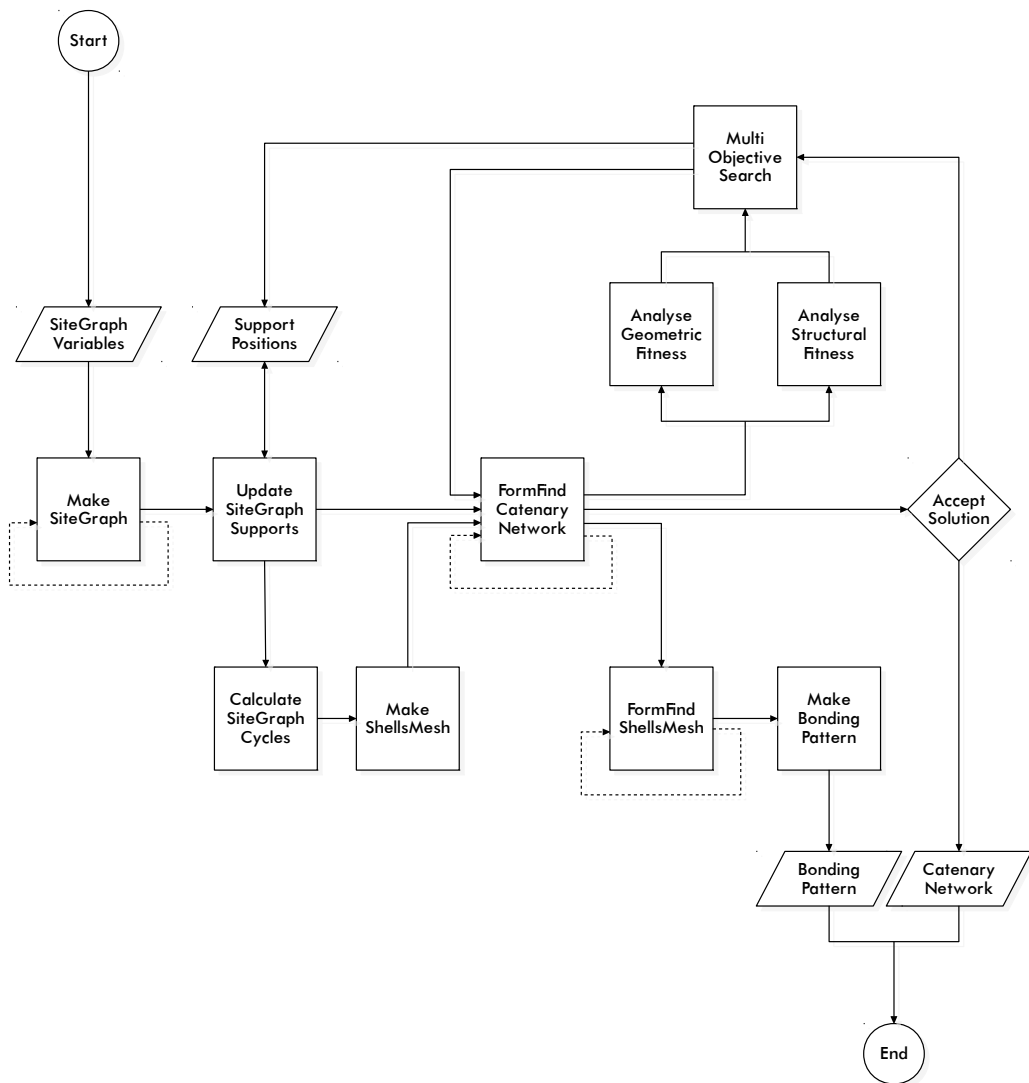 Start
Multi
Objective
Search
SiteGraph
Variables
Support
Positions
Analyse
Geometric
Fitness
Analyse
Structural
Fitness
Make
SiteGraph
Update
SiteGraph
Supports
FormFind
Catenary
Network
Accept
Solution
Calculate
SiteGraph
Cycles
Make
ShellsMesh
FormFind
ShellsMesh
Make
Bonding
Pattern
Bonding
Pattern
Catenary
Network
End